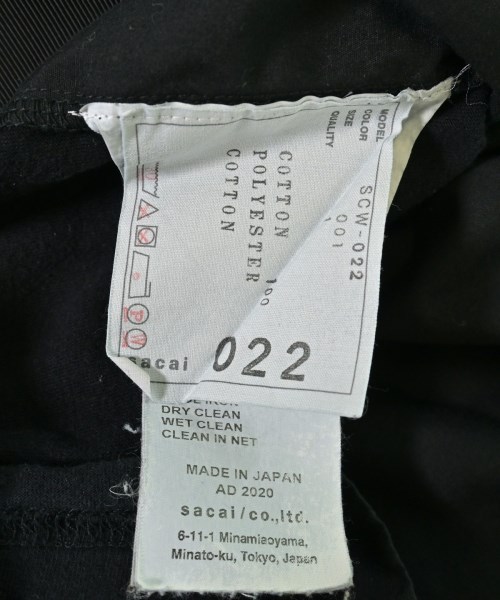 MODEL SCW-022
COLOR 001
SIZE
QUALITY
COTTON
POLYESTER
COTTON
sacai 022
DRY CLEAN
WET CLEAN
CLEAN IN NET
MADE IN JAPAN
AD 2020
sacai/co.,ltd.
6-11-1 Minamiaoyama,
Minato-ku, Tokyo, Japan